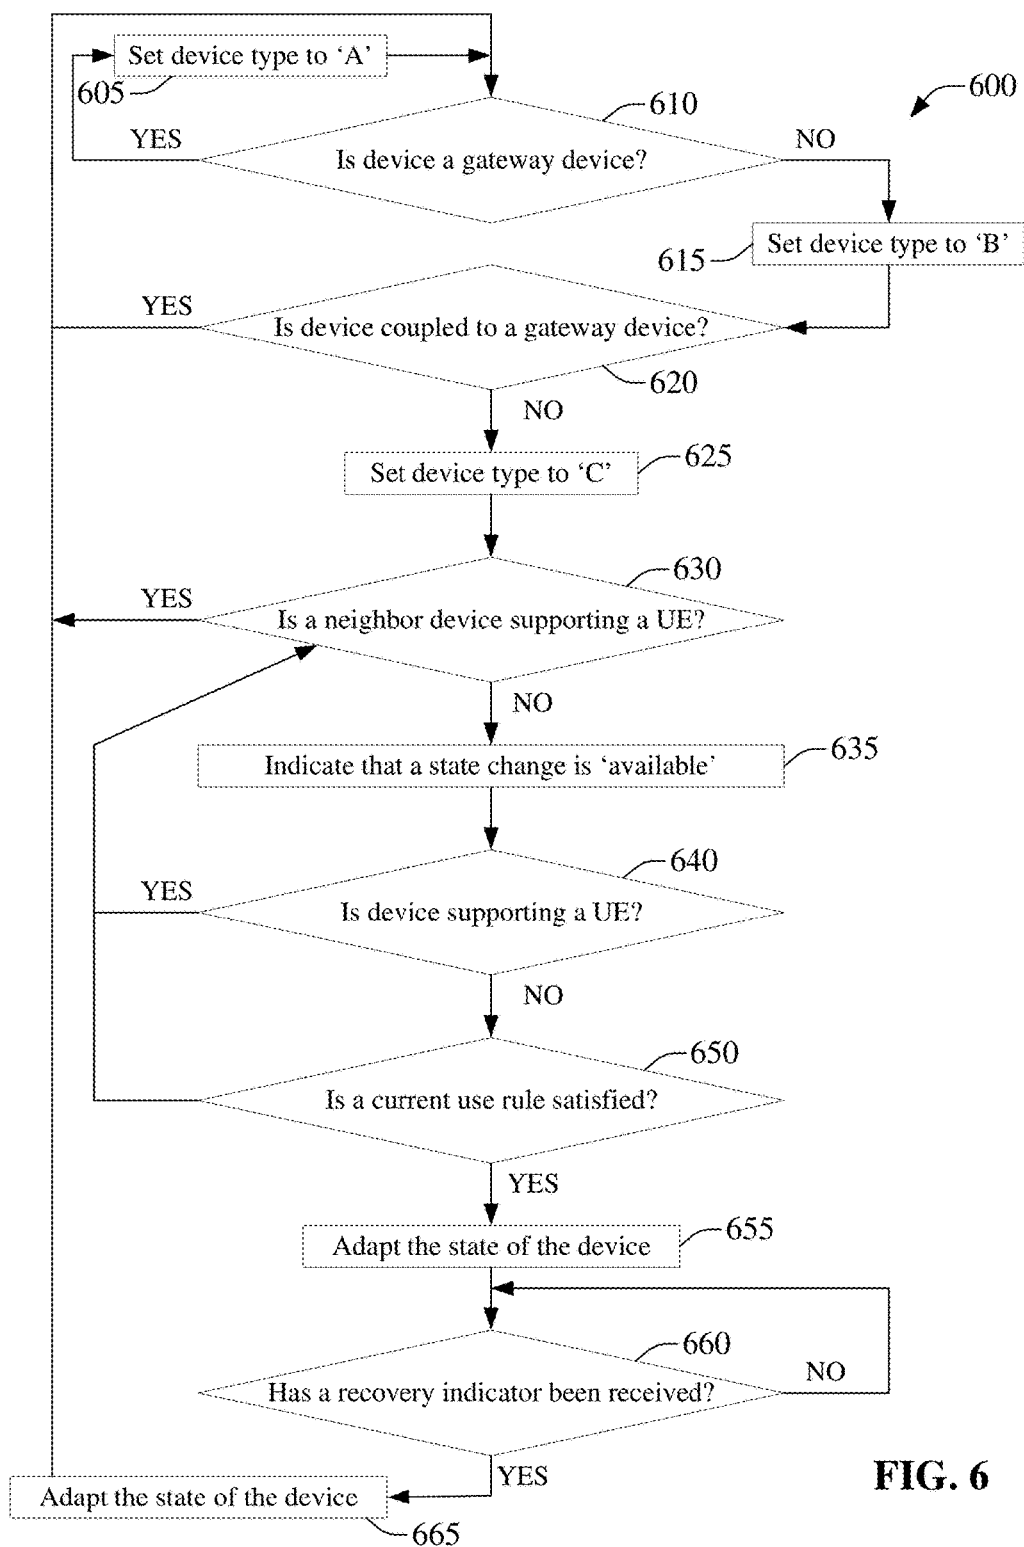 Set device type to ‘A’
605
600
610
YES
NO
Is device a gateway device?
Set device type to ‘B’
615
YES
Is device coupled to a gateway device?
620
NO
625
Set device type to ‘C’
630
YES
Is a neighbor device supporting a UE?
NO
635
Indicate that a state change is ‘available’
640
YES
Is device supporting a UE?
NO
650
Is a current use rule satisfied?
YES
655
Adapt the state of the device
660
NO
Has a recovery indicator been received?
YES
FIG. 6
Adapt the state of the device
665